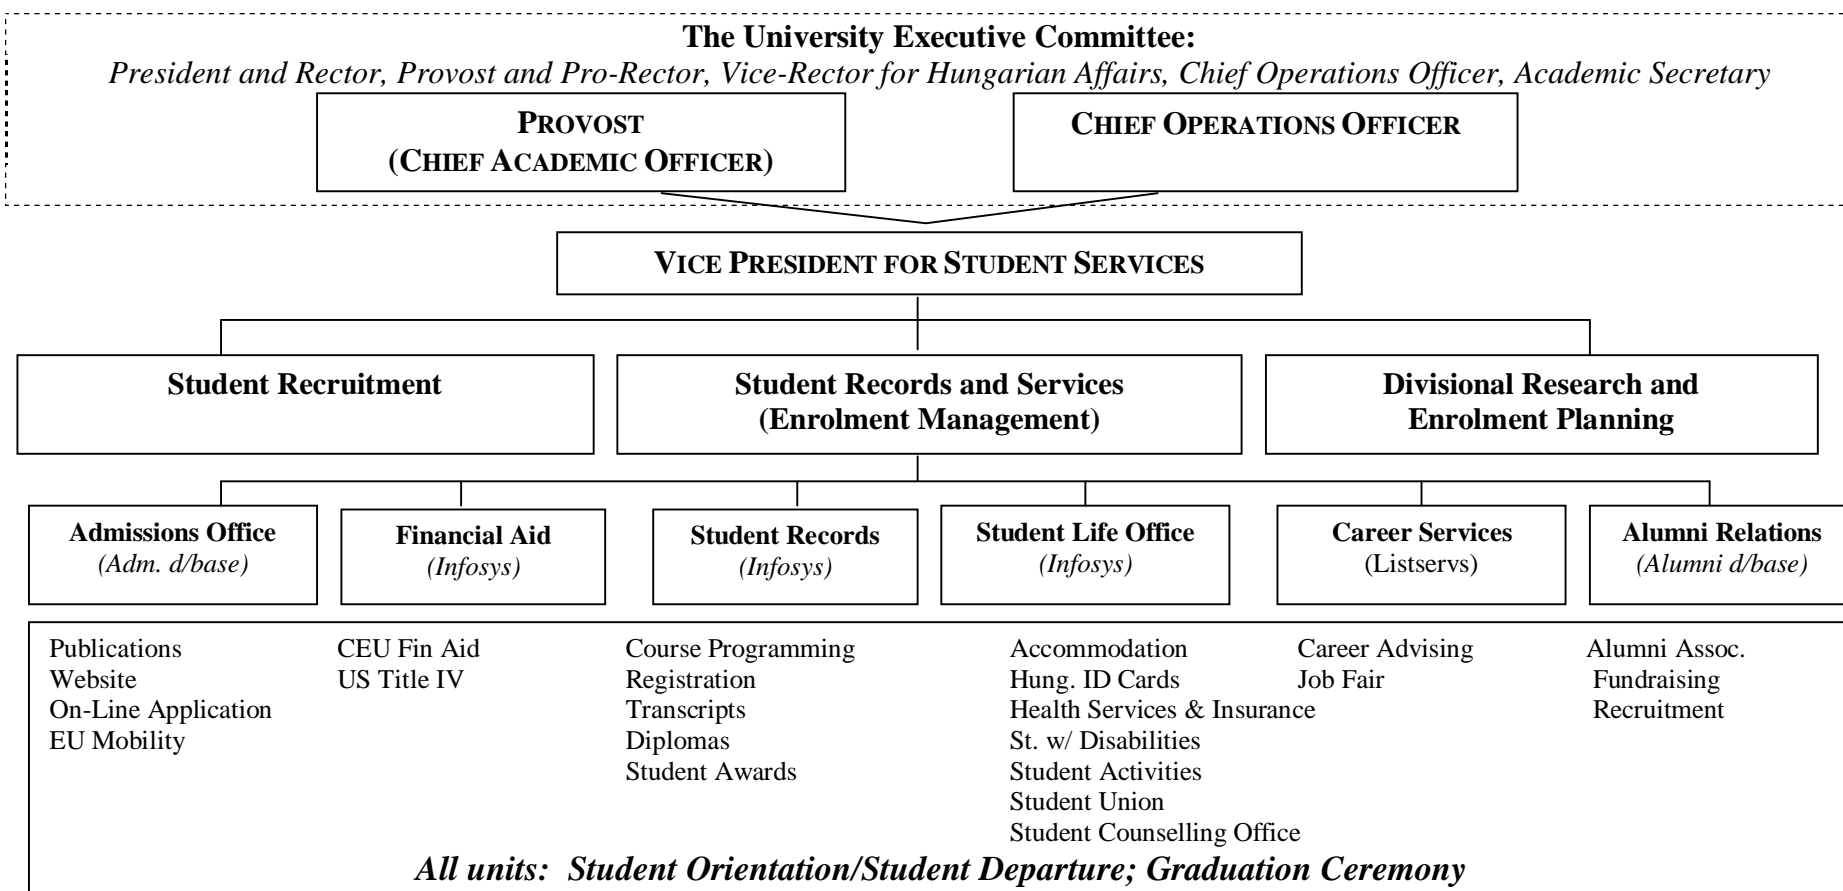 The University Executive Committee:
President and Rector, Provost and Pro-Rector, Vice-Rector for Hungarian Affairs, Chief Operations Officer, Academic Secretary
PROVOST
(CHIEF ACADEMIC OFFICER)
CHIEF OPERATIONS OFFICER
VICE PRESIDENT FOR STUDENT SERVICES
Student Recruitment
Student Records and Services
(Enrolment Management)
Divisional Research and
Enrolment Planning
Admissions Office
(Adm. d/base)
Financial Aid
(Infosys)
Student Records
(Infosys)
Student Life Office
(Infosys)
Career Services
(Listservs)
Alumni Relations
(Alumni d/base)
Publications
Website
On-Line Application
EU Mobility
CEU Fin Aid
US Title IV
Course Programming
Registration
Transcripts
Diplomas
Student Awards
Accommodation
Hung. ID Cards
Health Services & Insurance
St. w/ Disabilities
Student Activities
Student Union
Student Counselling Office
Career Advising
Job Fair
Alumni Assoc.
Fundraising
Recruitment
All units: Student Orientation/Student Departure; Graduation Ceremony